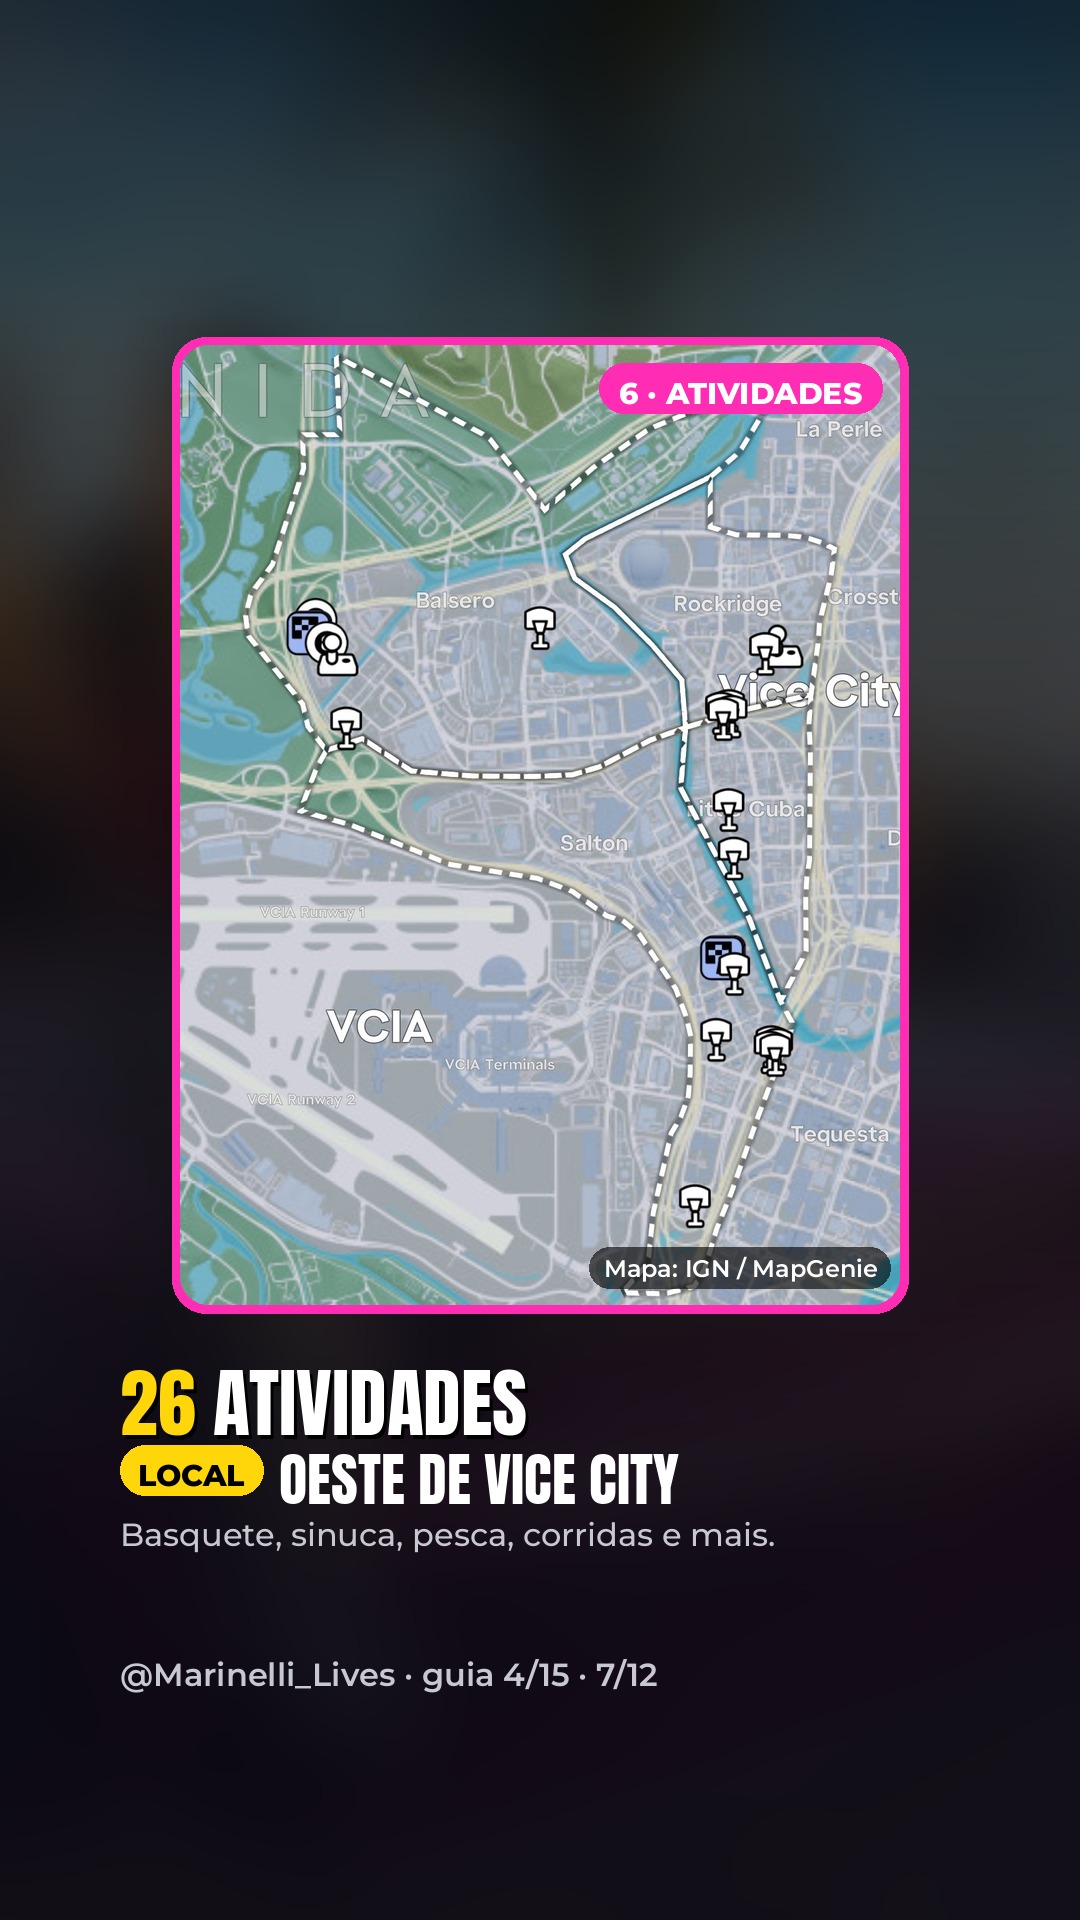 NIDA
6 · ATIVIDADES
La Perle
Balsero
Rockridge
Vice City
Cuba
Salton
VCIA Runway 1
VCIA
VCIA Terminals
VCIA Runway 2
Tequesta
Mapa: IGN / MapGenie
26 ATIVIDADES
LOCAL OESTE DE VICE CITY
Basquete, sinuca, pesca, corridas e mais.
@Marinelli_Lives · guia 4/15 · 7/12